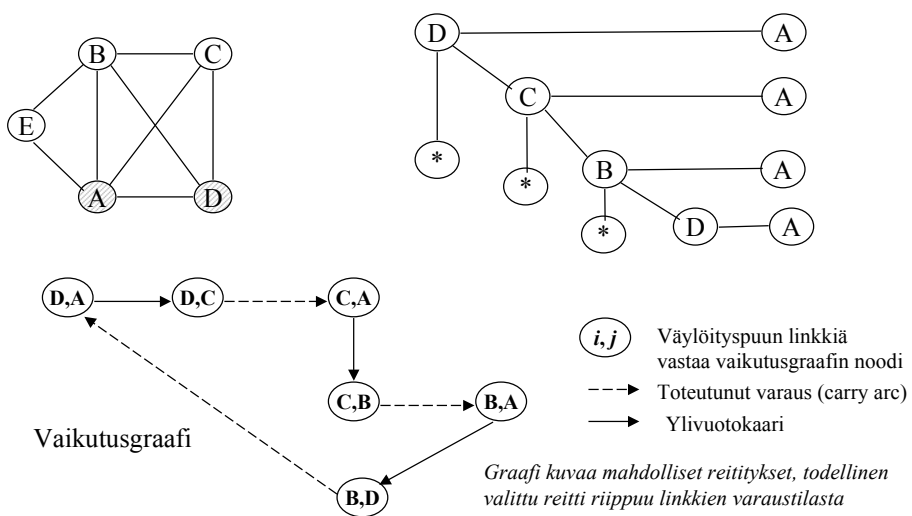 B C D A
E C A
* * B A
A D * D A
D,A D,C C,A
i, j Väylöityspuun linkkiä
vastaa vaikutusgraafin noodi
Toteutunut varaus (carry arc)
C,B B,A
Ylivuotokaari
Vaikutusgraafi
B,D
Graafi kuvaa mahdolliset reititykset, todellinen
valittu reitti riippuu linkkien varaustilasta